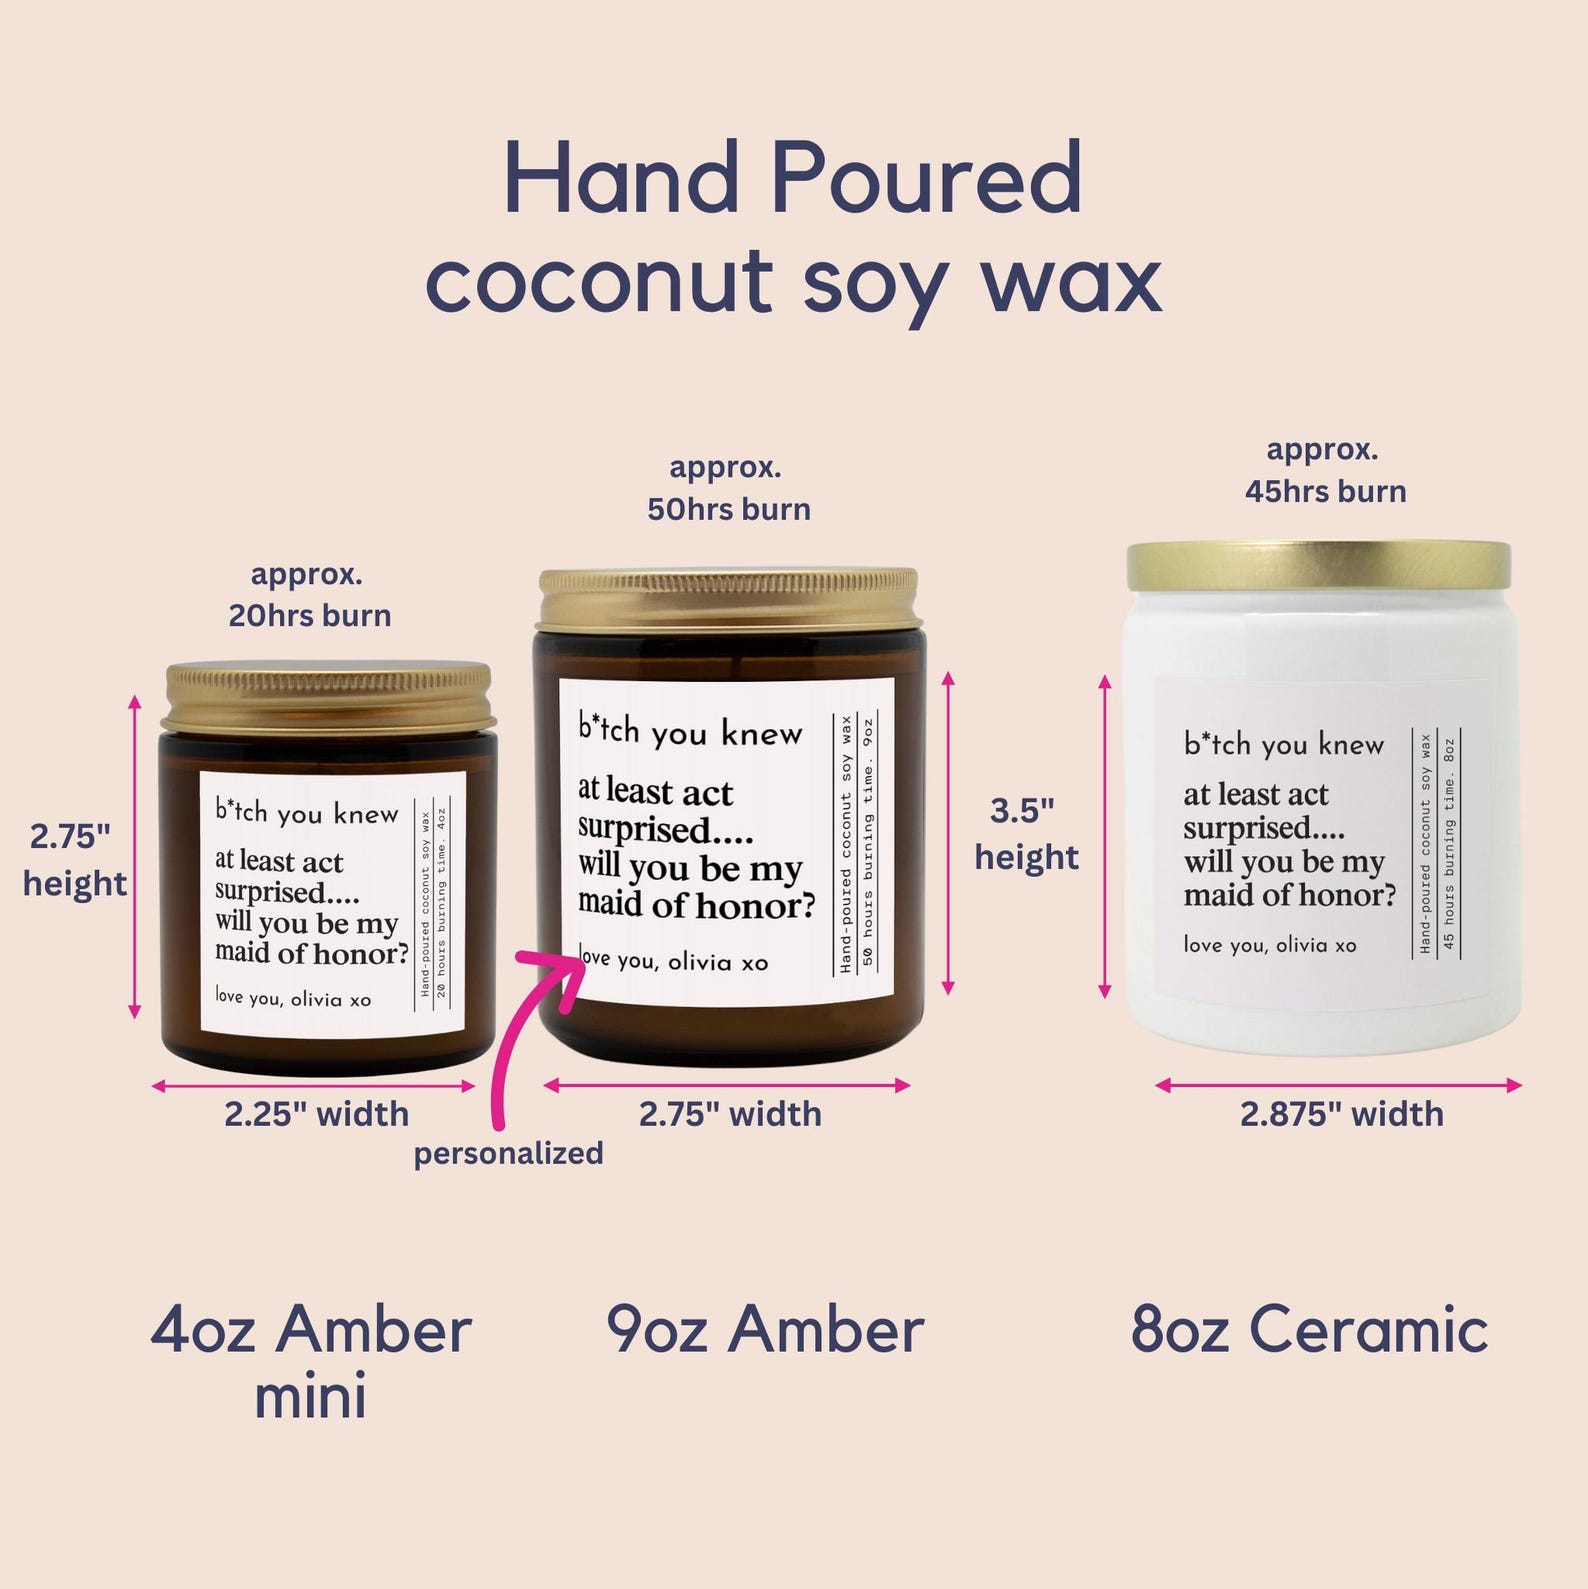 Hand Poured
coconut soy wax
approx.
20hrs burn
approx.
50hrs burn
approx.
45hrs burn
2.75"
height
b*tch you knew
at least act
surprised....
will you be my
maid of honor?
love you, olivia xo
Hand-poured coconut soy wax
20 hours burning time. 4oz
b*tch you knew
at least act
surprised....
will you be my
maid of honor?
love you, olivia xo
Hand-poured coconut soy wax
50 hours burning time. 9oz
3.5"
height
b*tch you knew
at least act
surprised....
will you be my
maid of honor?
love you, olivia xo
Hand-poured coconut soy wax
45 hours burning time. 8oz
2.25" width
personalized
2.75" width
2.875" width
4oz Amber
mini
9oz Amber
8oz Ceramic